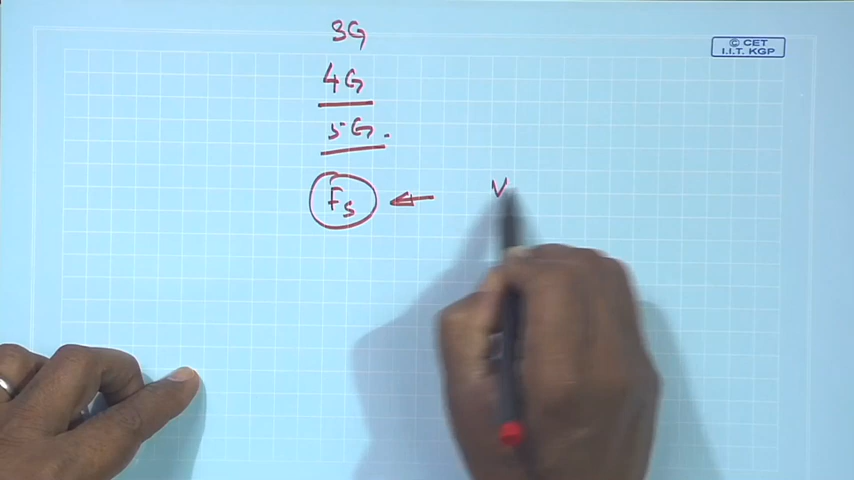 © CET
I.I.T. KGP
3G
4G
5G.
Fs
V